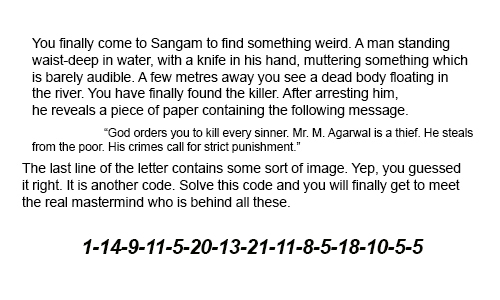 You finally come to Sangam to find something weird. A man standing
waist-deep in water, with a knife in his hand, muttering something which
is barely audible. A few metres away you see a dead body floating in
the river. You have finally found the killer. After arresting him,
he reveals a piece of paper containing the following message.
“God orders you to kill every sinner. Mr. M. Agarwal is a thief. He steals
from the poor. His crimes call for strict punishment.”
The last line of the letter contains some sort of image. Yep, you guessed
it right. It is another code. Solve this code and you will finally get to meet
the real mastermind who is behind all these.
1-14-9-11-5-20-13-21-11-8-5-18-10-5-5